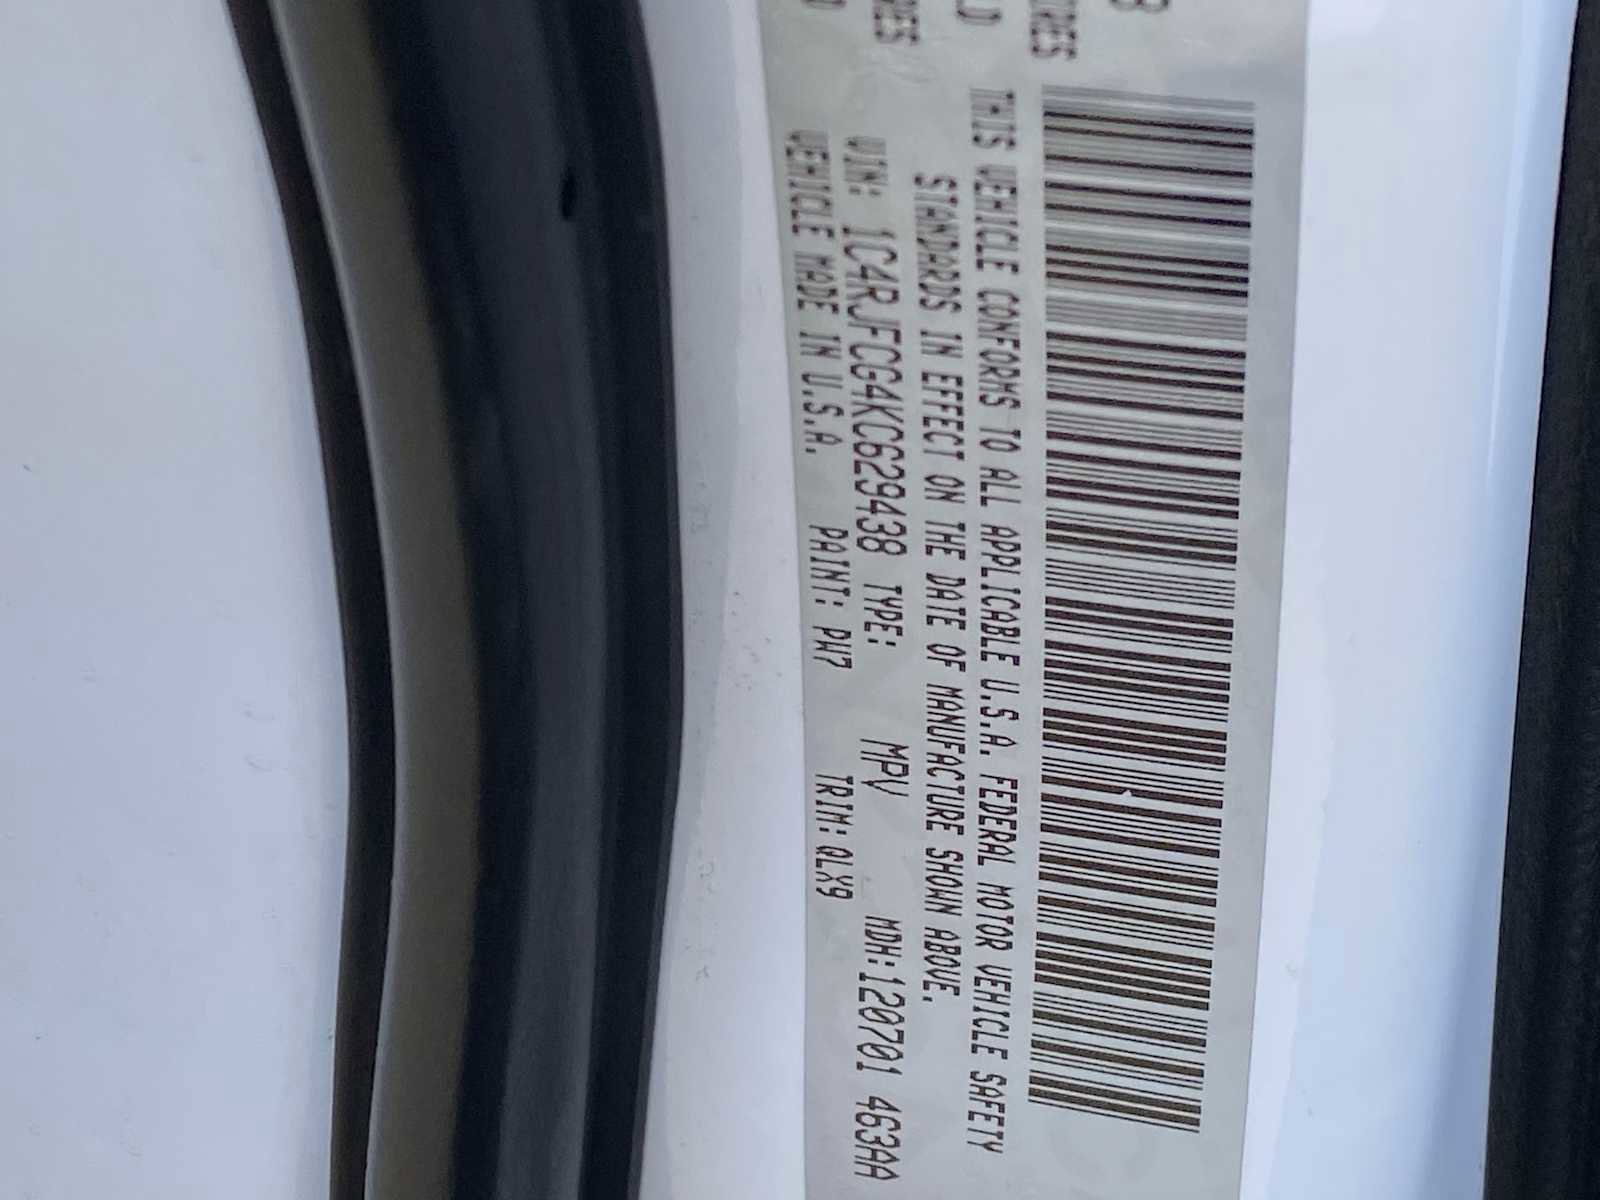 THIS VEHICLE CONFORMS TO ALL APPLICABLE U.S.A. FEDERAL MOTOR VEHICLE SAFETY
STANDARDS IN EFFECT ON THE DATE OF MANUFACTURE SHOWN ABOVE.
VIN: 1C4RJFCG4KC629438 TYPE: MPV MDH:120701 463AA
VEHICLE MADE IN U.S.A. PAINT: PW7 TRIM:QLX9